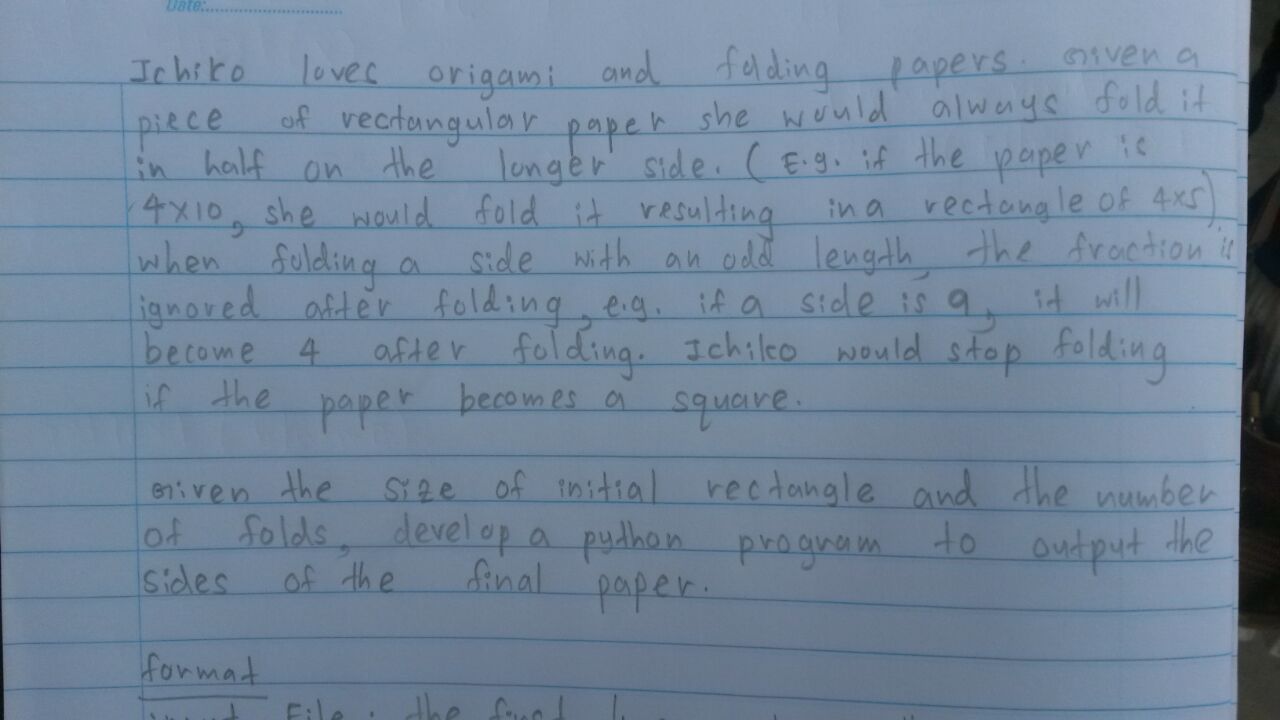 Date:
Ichiko loves origami and folding papers. Given a
piece of rectangular paper she would always fold it
in half on the longer side. (E.g. if the paper is
4x10, she would fold it resulting in a rectangle of 4x5)
when folding a side with an odd length, the fraction is
ignored after folding, e.g. if a side is 9, it will
become 4 after folding. Ichiko would stop folding
if the paper becomes a square.
Given the size of initial rectangle and the number
of folds, develop a python program to output the
sides of the final paper.
format
File: the